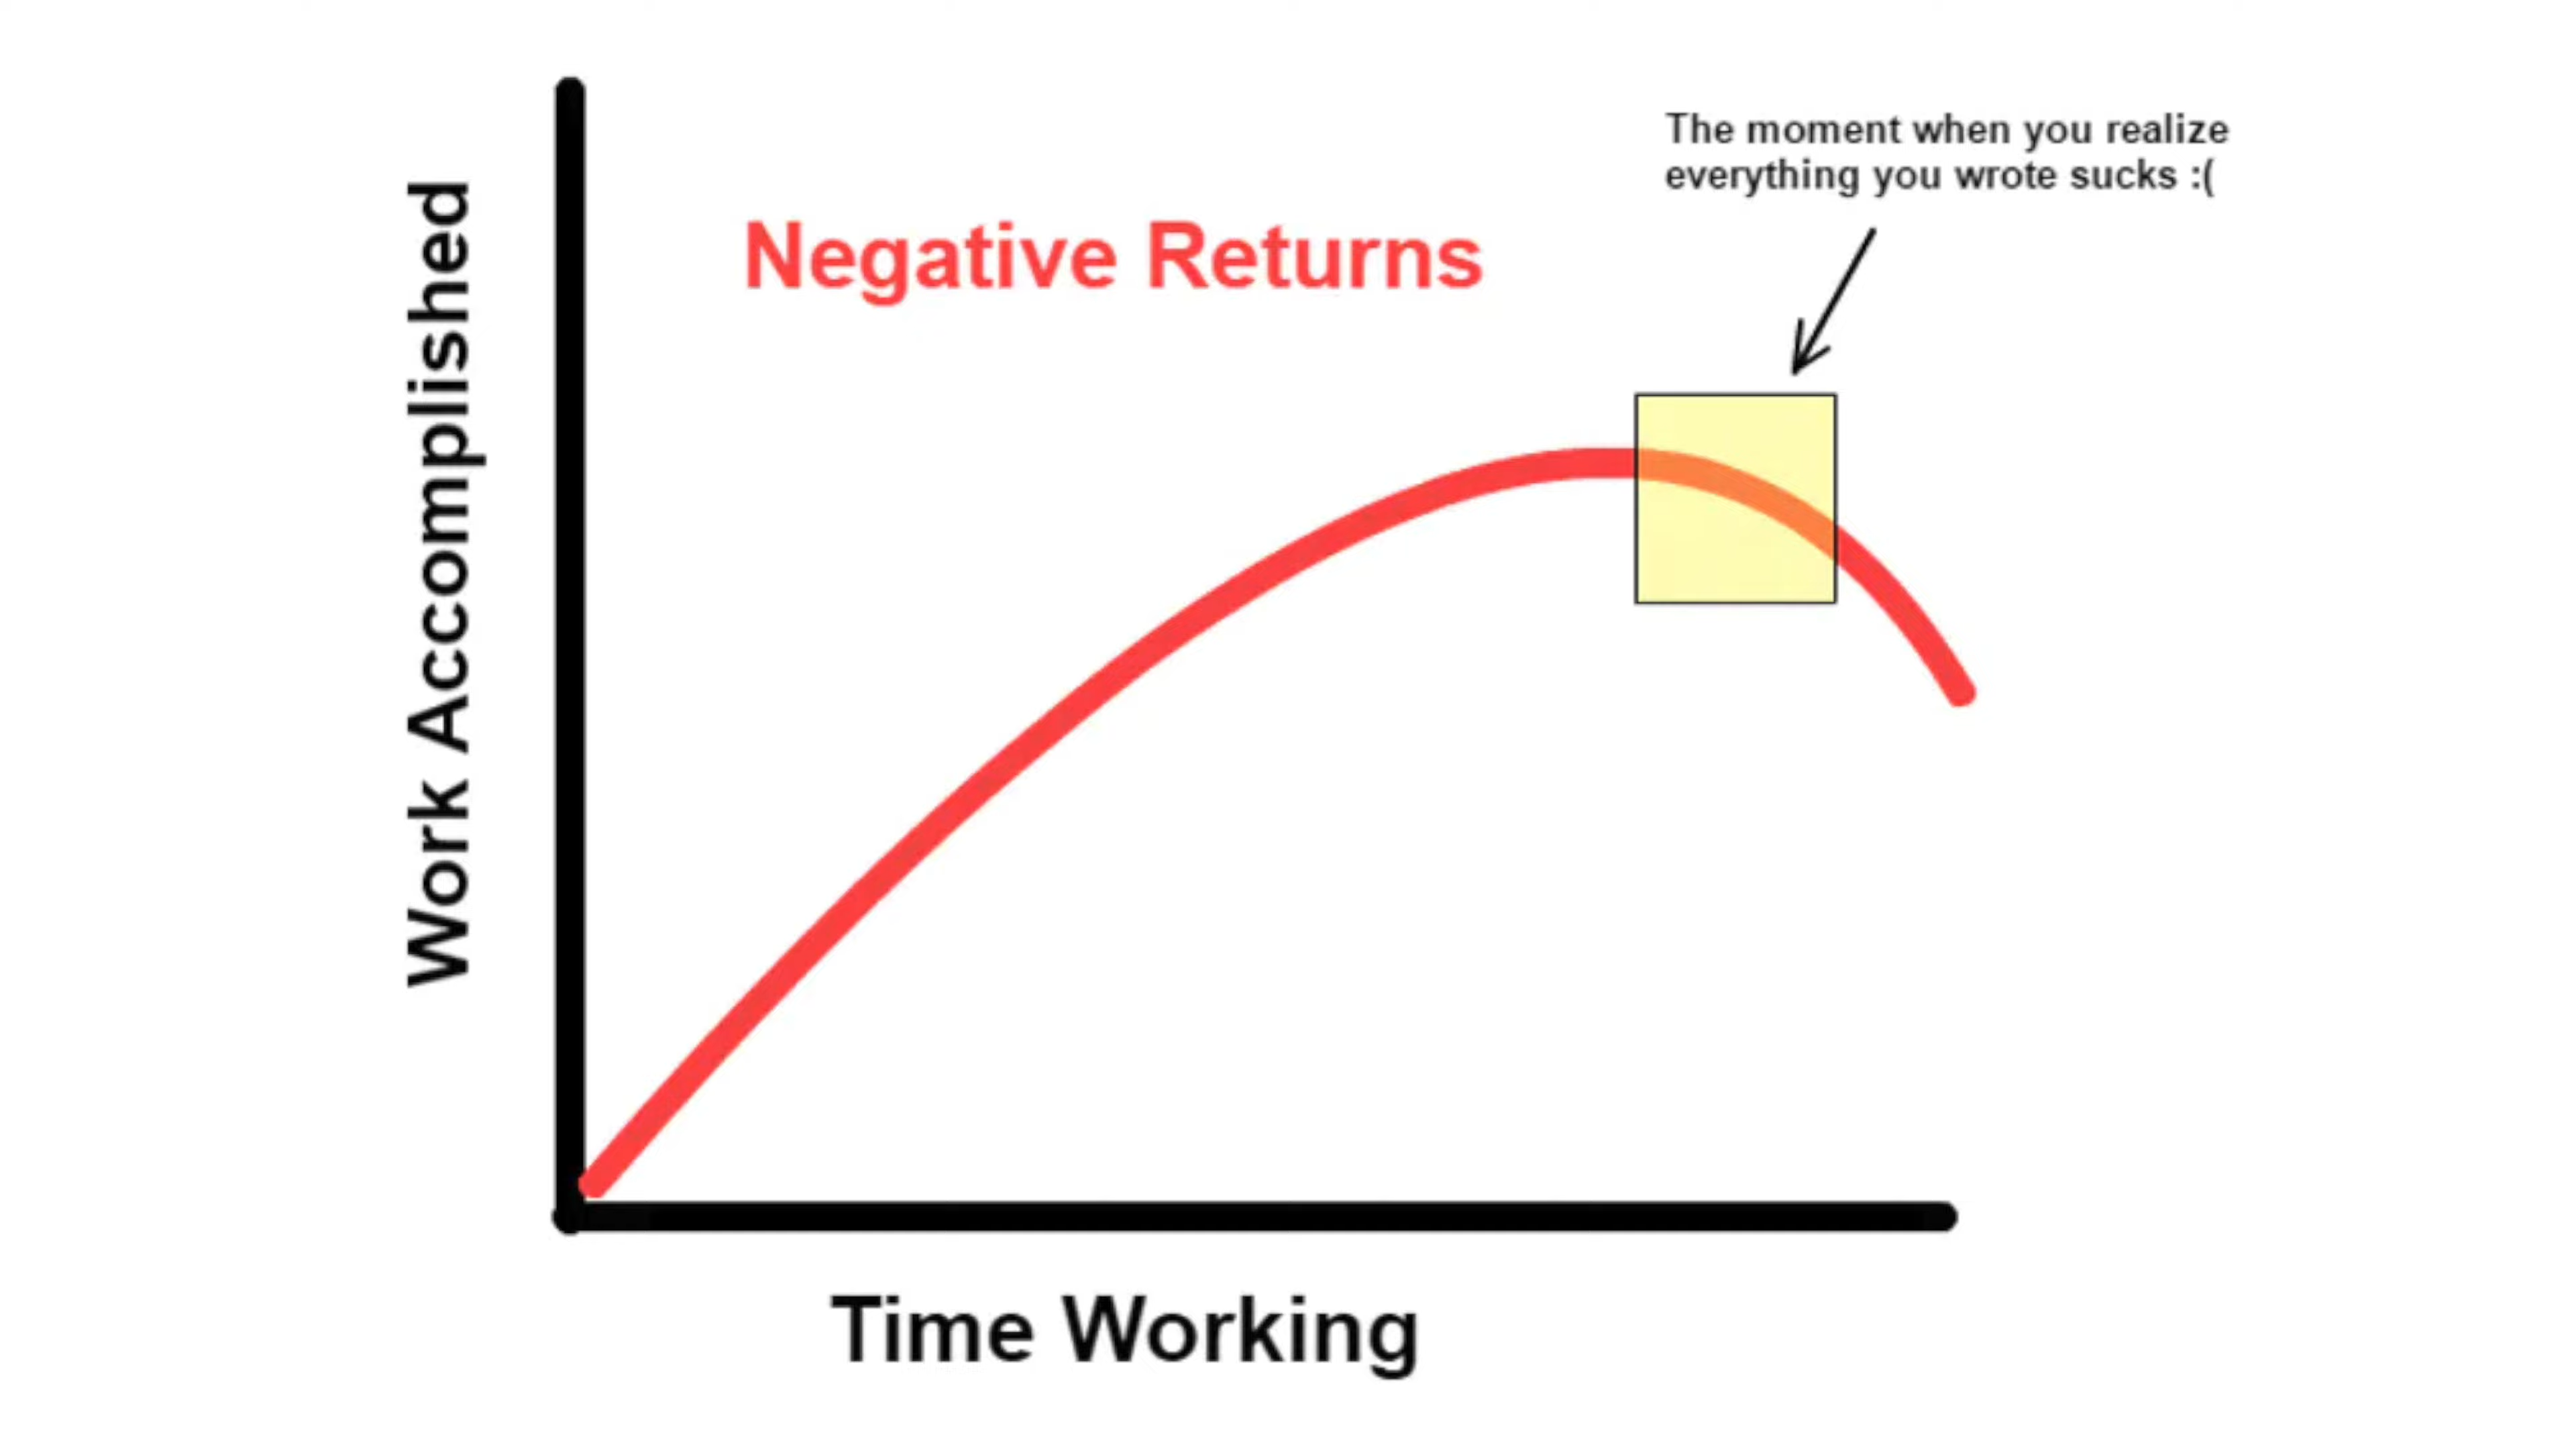 The moment when you realize
everything you wrote sucks :(
Negative Returns
Work Accomplished
Time Working